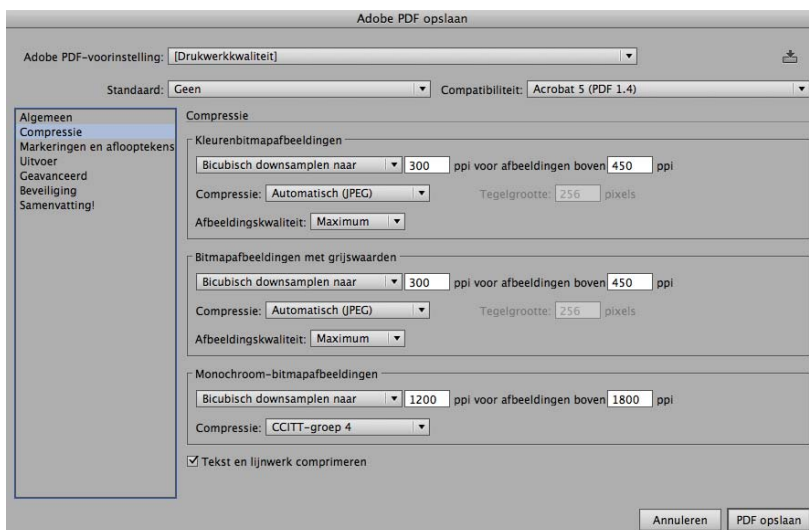 Adobe PDF opslaan
Adobe PDF-voorinstelling: [Drukwerkkwaliteit]
Standaard: Geen Compatibiliteit: Acrobat 5 (PDF 1.4)
Algemeen
Compressie
Markeringen en aflooptekens
Uitvoer
Geavanceerd
Beveiliging
Samenvatting!
Compressie
Kleurenbitmapafbeeldingen
Bicubisch downsamplen naar 300 ppi voor afbeeldingen boven 450 ppi
Compressie: Automatisch (JPEG) Tegelgrootte: 256 pixels
Afbeeldingskwaliteit: Maximum
Bitmapafbeeldingen met grijswaarden
Bicubisch downsamplen naar 300 ppi voor afbeeldingen boven 450 ppi
Compressie: Automatisch (JPEG) Tegelgrootte: 256 pixels
Afbeeldingskwaliteit: Maximum
Monochroom-bitmapafbeeldingen
Bicubisch downsamplen naar 1200 ppi voor afbeeldingen boven 1800 ppi
Compressie: CCITT-groep 4
Tekst en lijnwerk comprimeren
Annuleren PDF opslaan